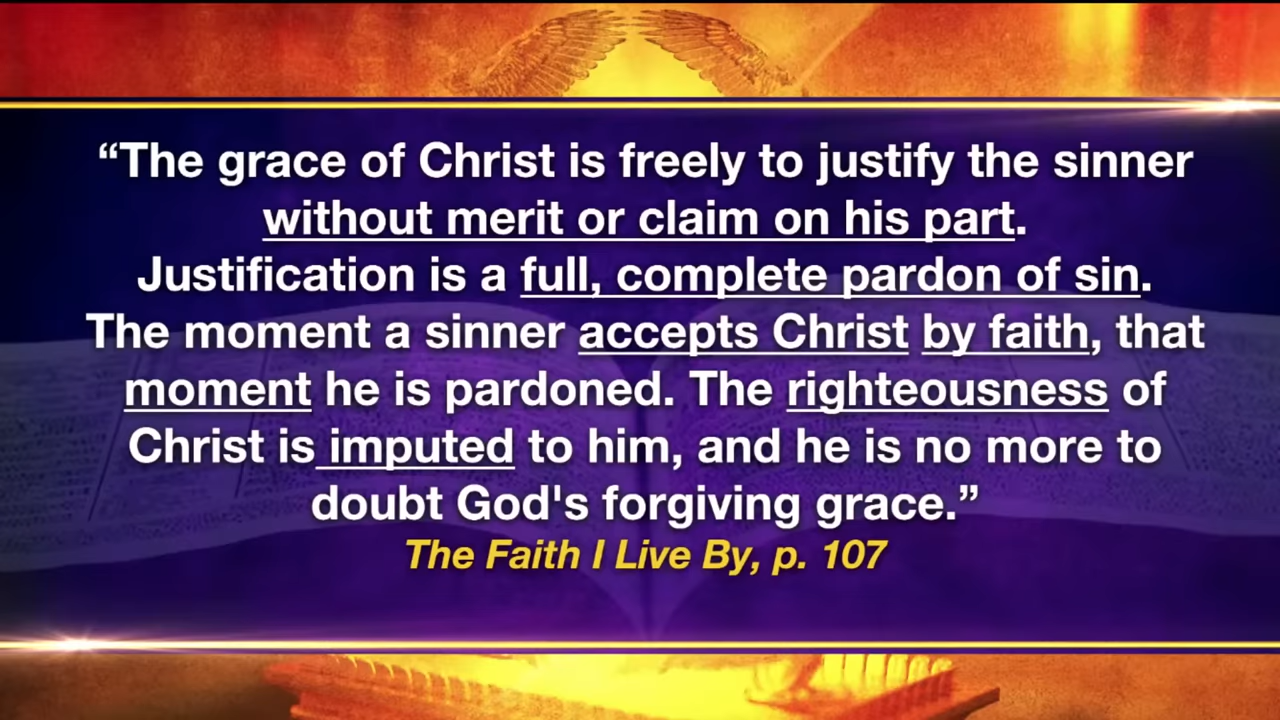 “The grace of Christ is freely to justify the sinner
without merit or claim on his part.
Justification is a full, complete pardon of sin.
The moment a sinner accepts Christ by faith, that
moment he is pardoned. The righteousness of
Christ is imputed to him, and he is no more to
doubt God's forgiving grace.”
The Faith I Live By, p. 107